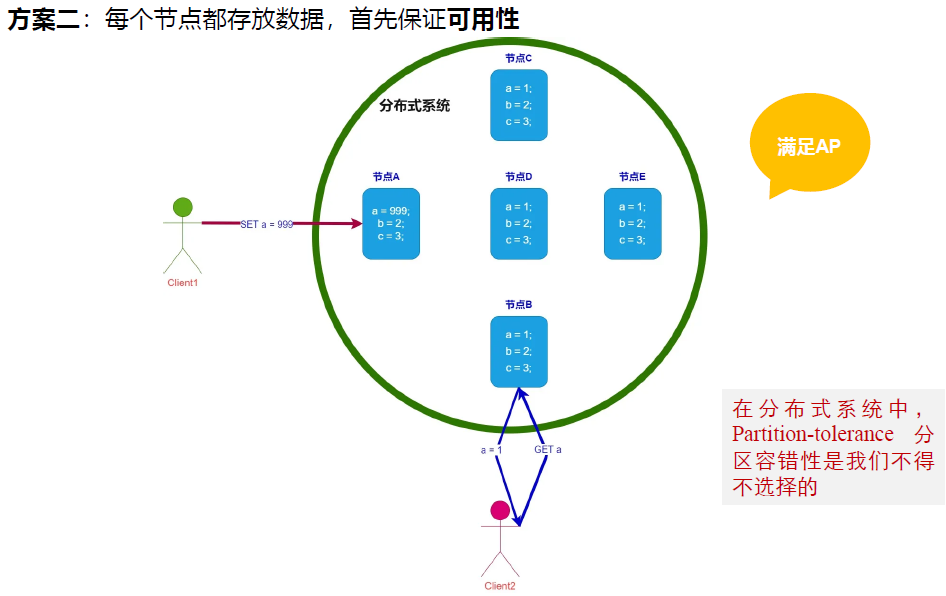 方案二：每个节点都存放数据，首先保证可用性
节点C
分布式系统
a = 1;
b = 2;
c = 3;
满足AP
节点A
节点D
节点E
a = 999;
b = 2;
c = 3;
a = 1;
b = 2;
c = 3;
a = 1;
b = 2;
c = 3;
SET a = 999
Client1
节点B
a = 1;
b = 2;
c = 3;
在分布式系统中，
Partition-tolerance 分
区容错性是我们不得
不选择的
a = 1
GET a
Client2